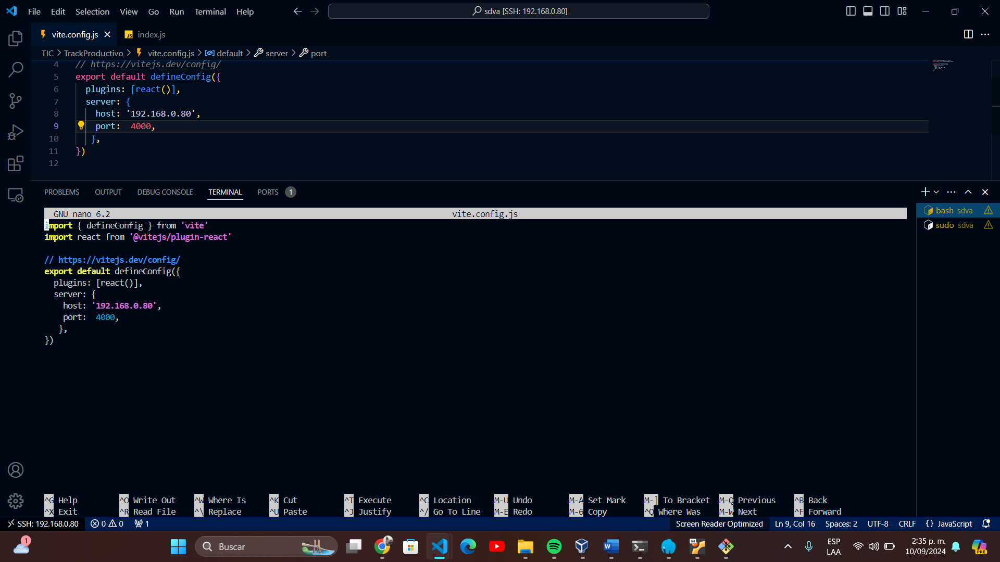 File Edit Selection View Go Run Terminal Help
sdva [SSH: 192.168.0.80]
vite.config.js
JS index.js
TIC > TrackProductivo > vite.config.js > default > server > port
4 // https://vitejs.dev/config/
5 export default defineConfig({
6 plugins: [react()],
7 server: {
8 host: '192.168.0.80',
9 port: 4000,
10 },
11 })
12
PROBLEMS OUTPUT DEBUG CONSOLE TERMINAL PORTS 1
GNU nano 6.2 vite.config.js
import { defineConfig } from 'vite'
import react from '@vitejs/plugin-react'
// https://vitejs.dev/config/
export default defineConfig({
plugins: [react()],
server: {
host: '192.168.0.80',
port: 4000,
},
})
bash sdva
sudo sdva
^G Help ^O Write Out ^W Where Is ^K Cut ^T Execute ^C Location M-U Undo M-A Set Mark M-] To Bracket M-Q Previous ^B Back
^X Exit ^R Read File ^\ Replace ^U Paste ^J Justify ^/ Go To Line M-E Redo M-6 Copy ^Q Where Was M-W Next ^F Forward
SSH: 192.168.0.80 0 0 1 Screen Reader Optimized Ln 9, Col 16 Spaces: 2 UTF-8 CRLF {} JavaScript
1
Buscar
64
ESP
LAA
2:35 p. m.
10/09/2024
PRE